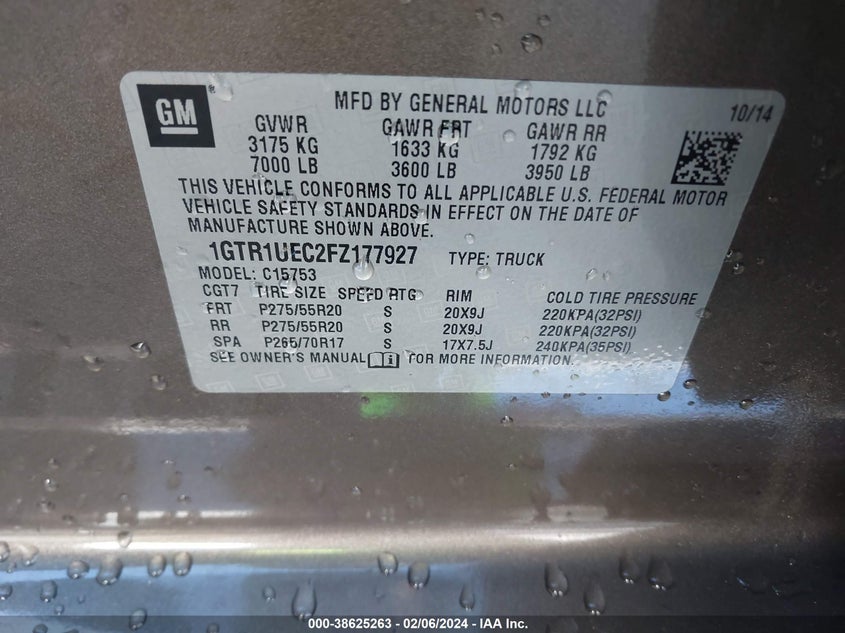 GM
MFD BY GENERAL MOTORS LLC 10/14
GVWR GAWR FRT GAWR RR
3175 KG 1633 KG 1792 KG
7000 LB 3600 LB 3950 LB
THIS VEHICLE CONFORMS TO ALL APPLICABLE U.S. FEDERAL MOTOR
VEHICLE SAFETY STANDARDS IN EFFECT ON THE DATE OF
MANUFACTURE SHOWN ABOVE.
1GTR1UEC2FZ177927 TYPE: TRUCK
MODEL: C15753
CGT7 TIRE SIZE SPEED RTG RIM COLD TIRE PRESSURE
FRT P275/55R20 S 20X9J 220KPA(32PSI)
RR P275/55R20 S 20X9J 220KPA(32PSI)
SPA P265/70R17 S 17X7.5J 240KPA(35PSI)
SEE OWNER'S MANUAL FOR MORE INFORMATION.
000-38625263 - 02/06/2024 - IAA Inc.